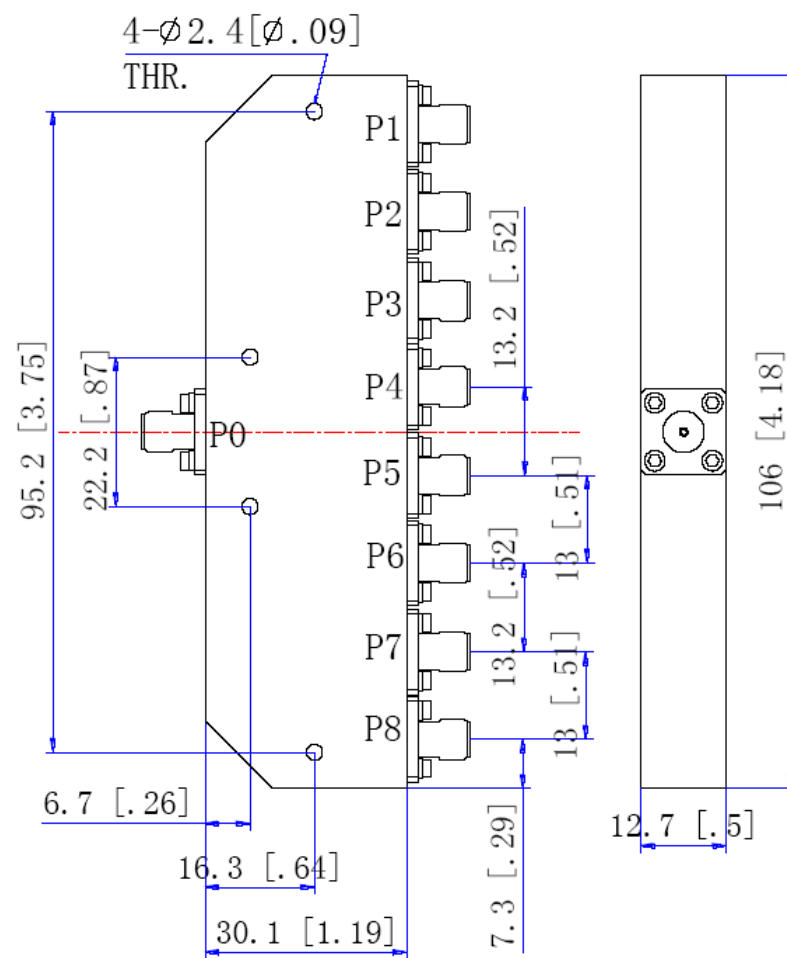 4-Ø2.4[Ø.09]
THR.
P1
P2
P3
P4
P0
P5
P6
P7
P8
13.2 [.52]
95.2 [3.75]
22.2 [.87]
13 [.51]
13.2 [.52]
13 [.51]
106 [4.18]
6.7 [.26]
16.3 [.64]
30.1 [1.19]
7.3 [.29]
12.7 [.5]